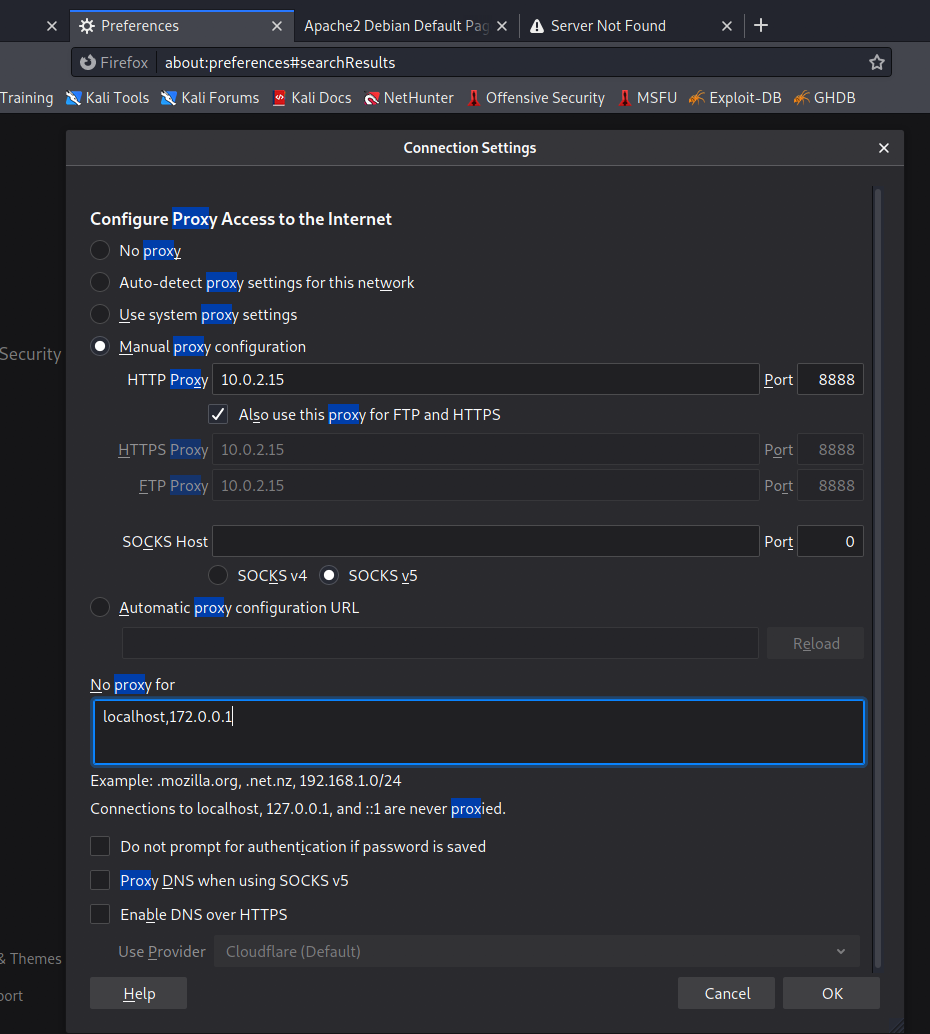 Preferences
Apache2 Debian Default Pag
Server Not Found
Firefox about:preferences#searchResults
Training Kali Tools Kali Forums Kali Docs NetHunter Offensive Security MSFU Exploit-DB GHDB
Connection Settings
Configure Proxy Access to the Internet
No proxy
Auto-detect proxy settings for this network
Use system proxy settings
Security
Manual proxy configuration
HTTP Proxy 10.0.2.15 Port 8888
Also use this proxy for FTP and HTTPS
HTTPS Proxy 10.0.2.15 Port 8888
FTP Proxy 10.0.2.15 Port 8888
SOCKS Host Port 0
SOCKS v4 SOCKS v5
Automatic proxy configuration URL
Reload
No proxy for
localhost,172.0.0.1
Example: .mozilla.org, .net.nz, 192.168.1.0/24
Connections to localhost, 127.0.0.1, and ::1 are never proxied.
Do not prompt for authentication if password is saved
Proxy DNS when using SOCKS v5
Enable DNS over HTTPS
& Themes
Use Provider Cloudflare (Default)
port
Help Cancel OK